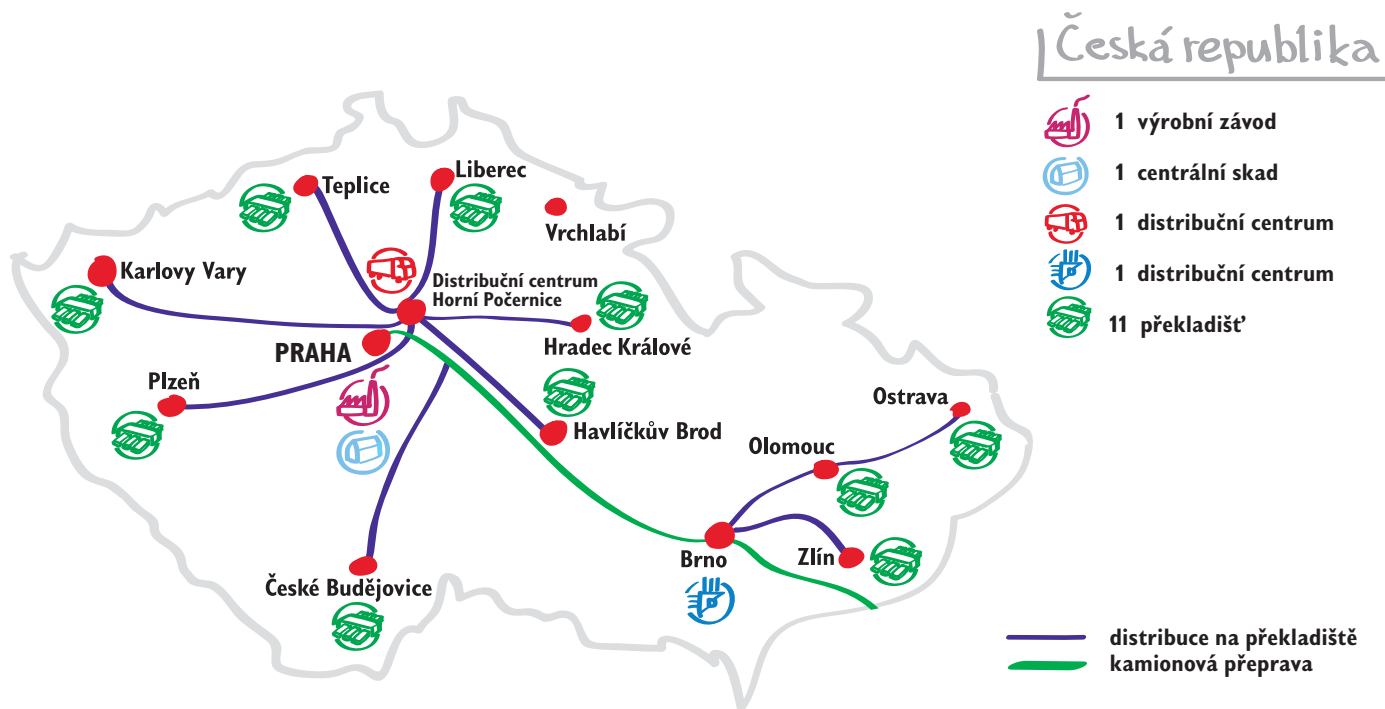 Česká republika
1 výrobní závod
1 centrální skad
1 distribuční centrum
1 distribuční centrum
11 překladišť
Teplice
Liberec
Vrchlabí
Karlovy Vary
Distribuční centrum
Horní Počernice
PRAHA
Hradec Králové
Plzeň
Havlíčkův Brod
Ostrava
Olomouc
Brno
Zlín
České Budějovice
distribuce na překladiště
kamionová přeprava